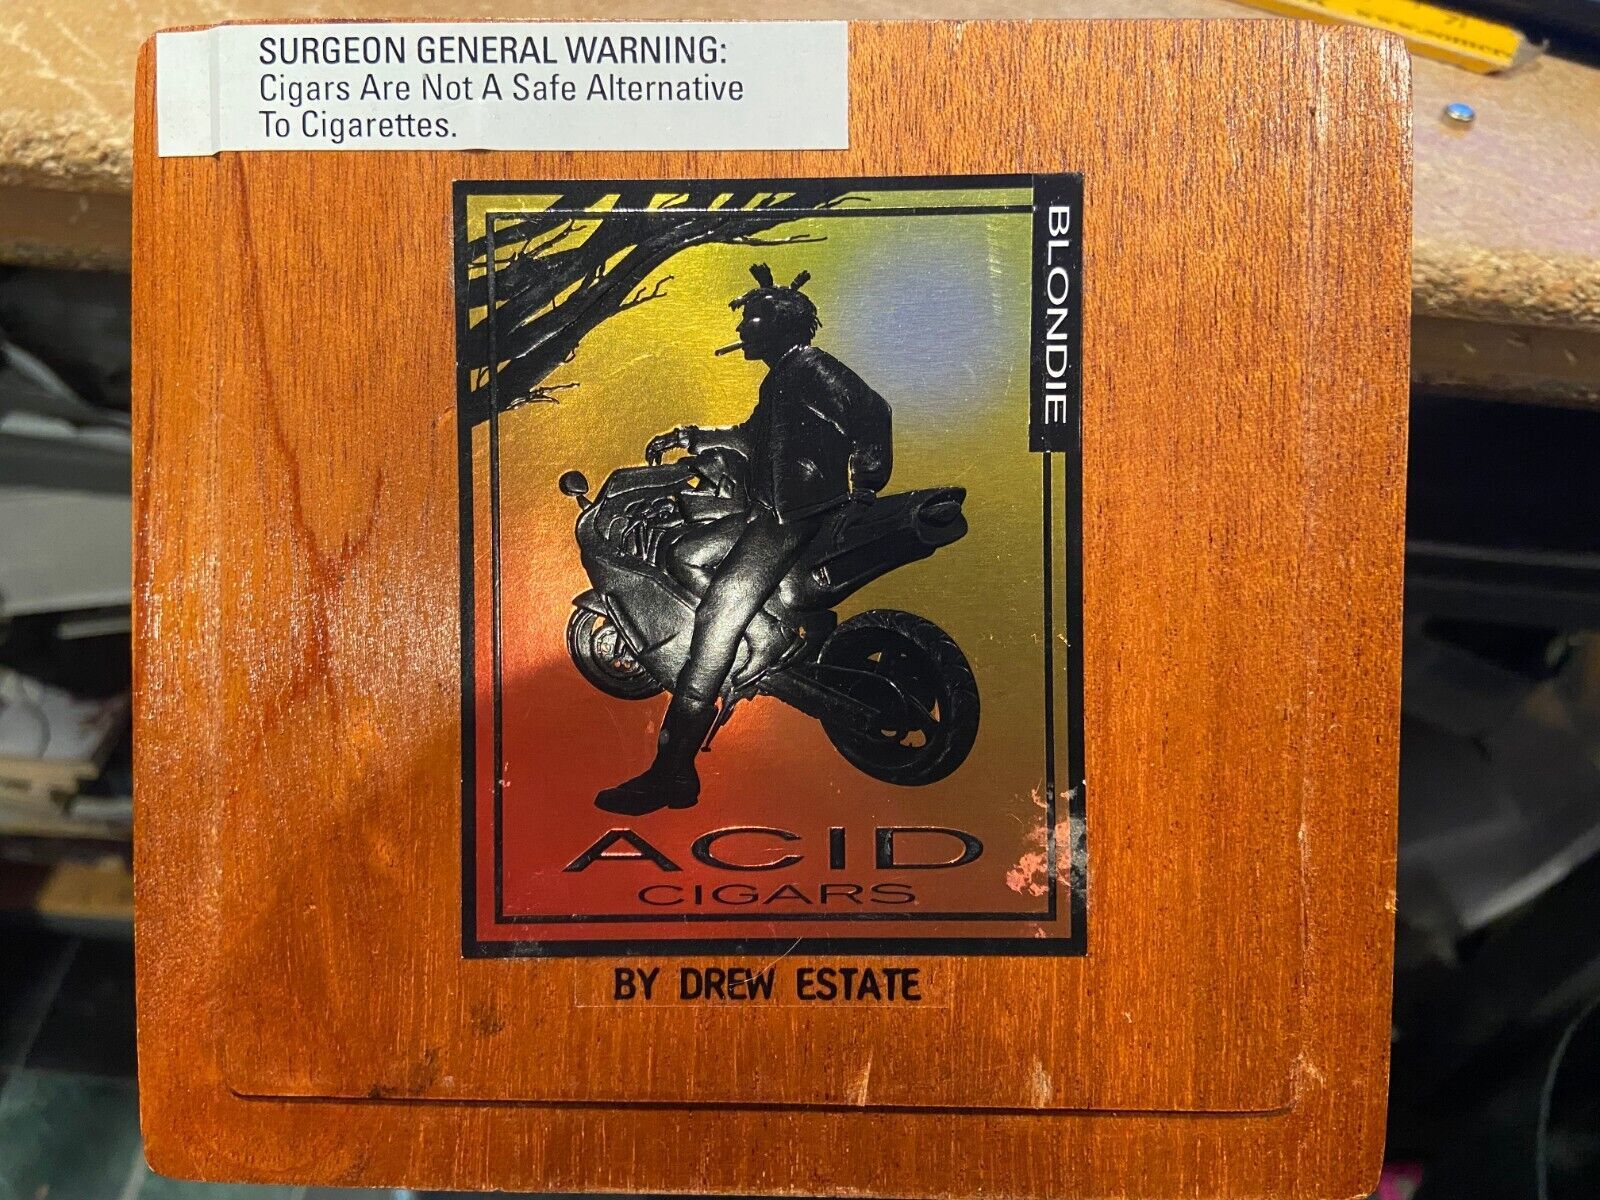 SURGEON GENERAL WARNING:
Cigars Are Not A Safe Alternative
To Cigarettes.
BLONDIE
ACID
CIGARS
BY DREW ESTATE